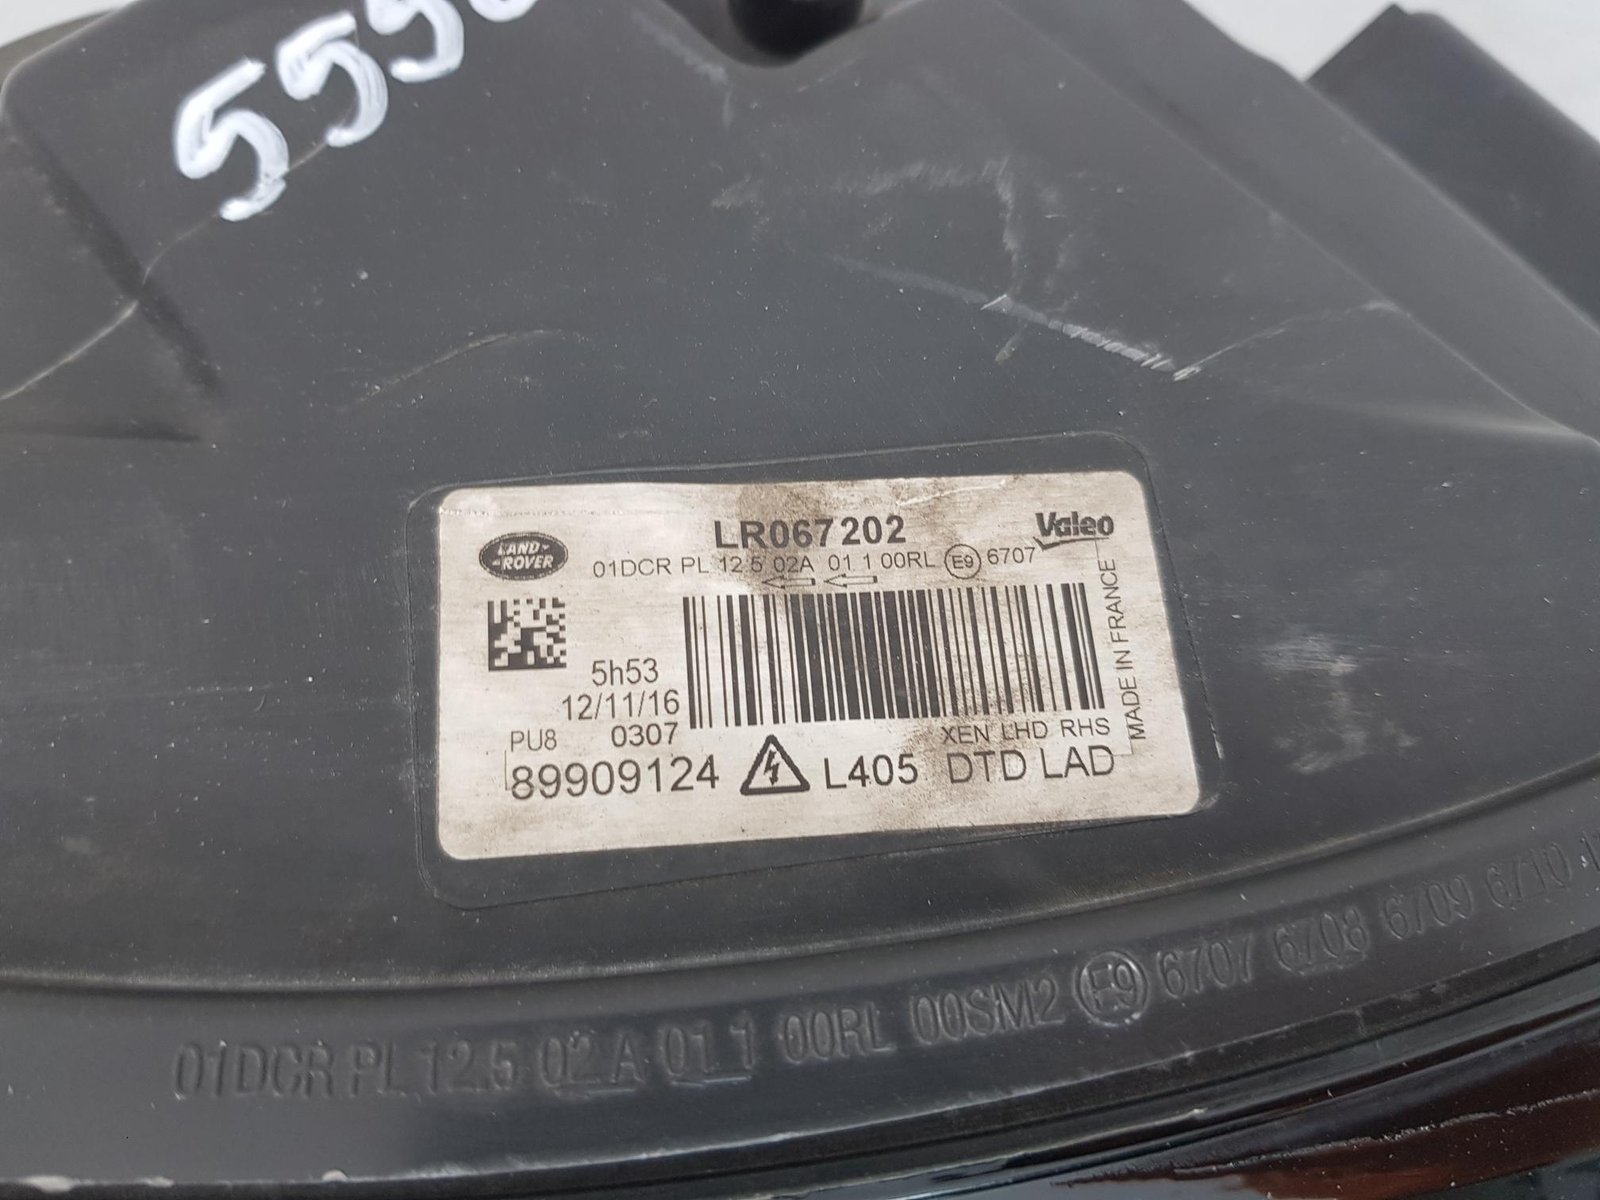 LAND-
-ROVER
LR067202
Valeo
01DCR PL 12.5 02A 01 1 00RL E9 6707
MADE IN FRANCE
5h53
12/11/16
PU8 0307
XEN LHD RHS
89909124 L405 DTD LAD
01DCR PL 12.5 02 A 01 1 00RL 00SM2 E9 6707 6708 6709 6710